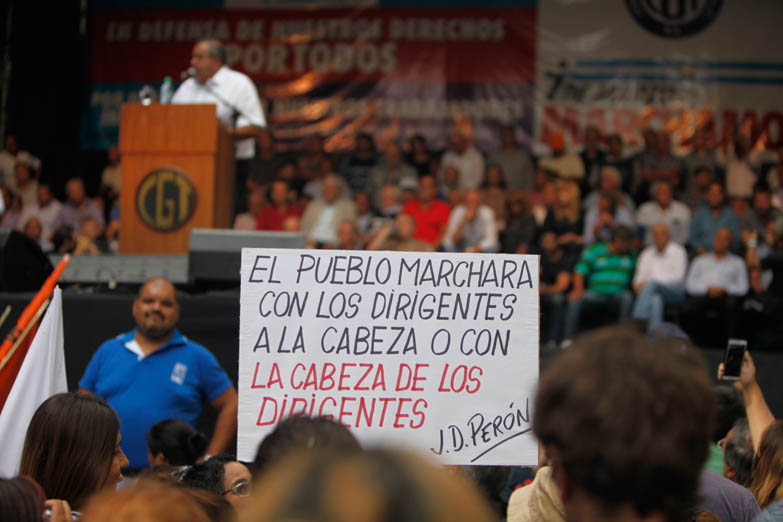 EN DEFENSA DE NUESTROS DERECHOS
PORTODOS
MARCHAMOS
CGT
EL PUEBLO MARCHARA
CON LOS DIRIGENTES
A LA CABEZA O CON
LA CABEZA DE LOS
DIRIGENTES
J.D.PERÓN